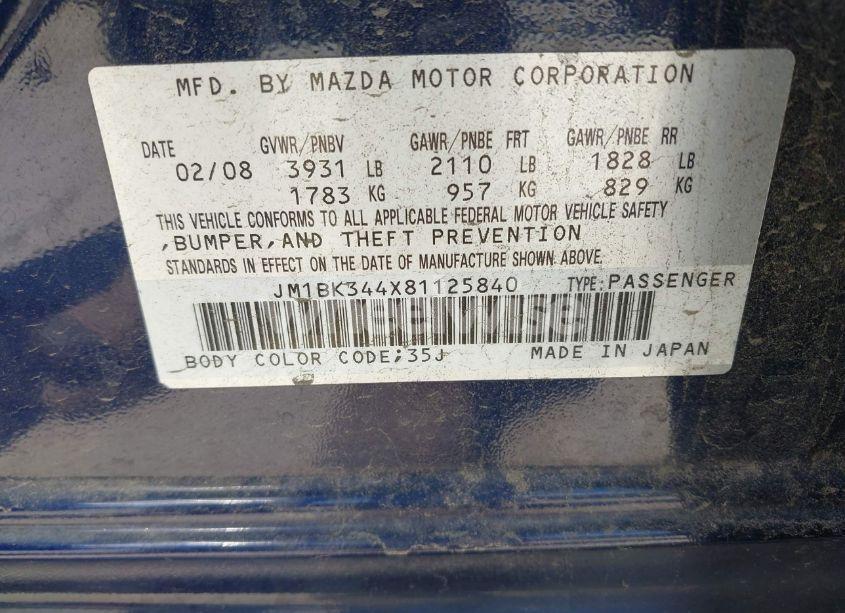 MFD. BY MAZDA MOTOR CORPORATION
DATE GVWR/PNBV GAWR/PNBE FRT GAWR/PNBE RR
02/08 3931 LB 2110 LB 1828 LB
1783 KG 957 KG 829 KG
THIS VEHICLE CONFORMS TO ALL APPLICABLE FEDERAL MOTOR VEHICLE SAFETY
,BUMPER,AND THEFT PREVENTION
STANDARDS IN EFFECT ON THE DATE OF MANUFACTURE SHOWN ABOVE.
JM1BK344X81125840 TYPE:PASSENGER
BODY COLOR CODE;35J MADE IN JAPAN